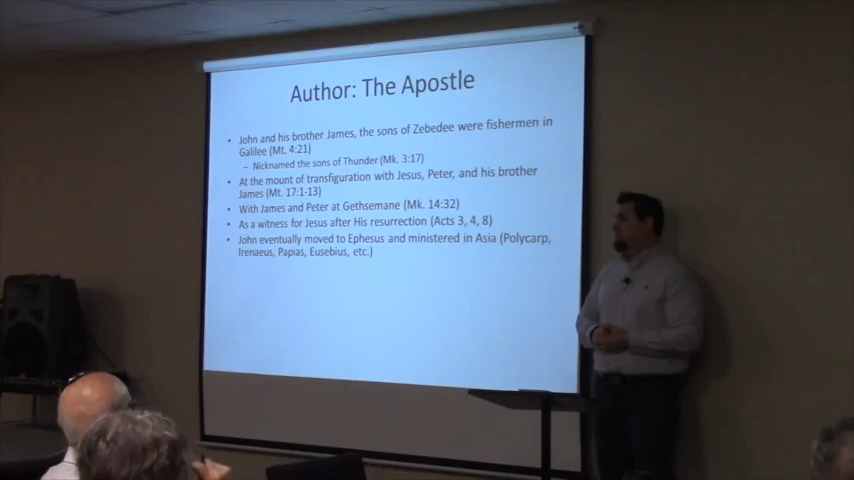 Author: The Apostle
• John and his brother James, the sons of Zebedee were fishermen in
Galilee (Mt. 4:21)
– Nicknamed the sons of Thunder (Mk. 3:17)
• At the mount of transfiguration with Jesus, Peter, and his brother
James (Mt. 17:1-13)
• With James and Peter at Gethsemane (Mk. 14:32)
• As a witness for Jesus after His resurrection (Acts 3, 4, 8)
• John eventually moved to Ephesus and ministered in Asia (Polycarp,
Irenaeus, Papias, Eusebius, etc.)